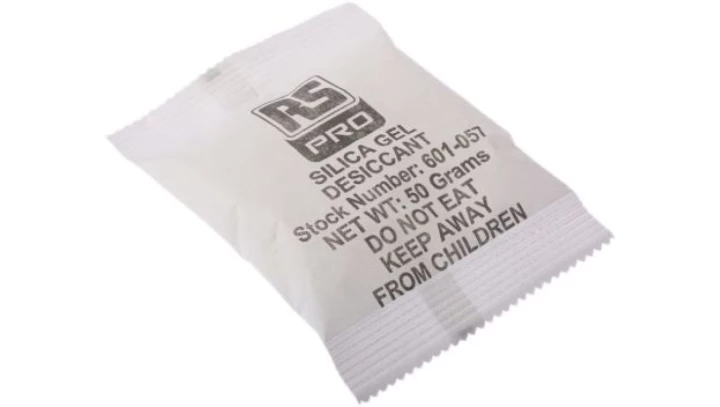 RS
PRO
SILICA GEL
DESICCANT
Stock Number: 601-057
NET WT: 50 Grams
DO NOT EAT
KEEP AWAY
FROM CHILDREN